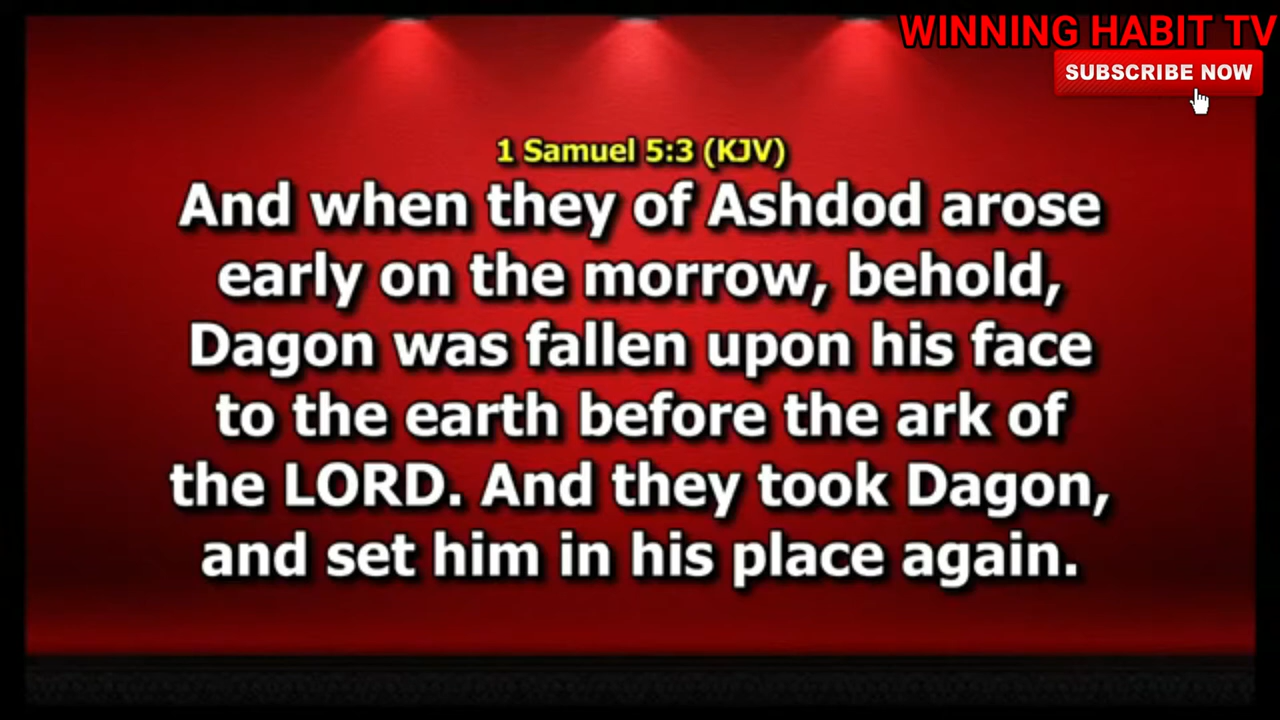 WINNING HABIT TV
SUBSCRIBE NOW
1 Samuel 5:3 (KJV)
And when they of Ashdod arose
early on the morrow, behold,
Dagon was fallen upon his face
to the earth before the ark of
the LORD. And they took Dagon,
and set him in his place again.